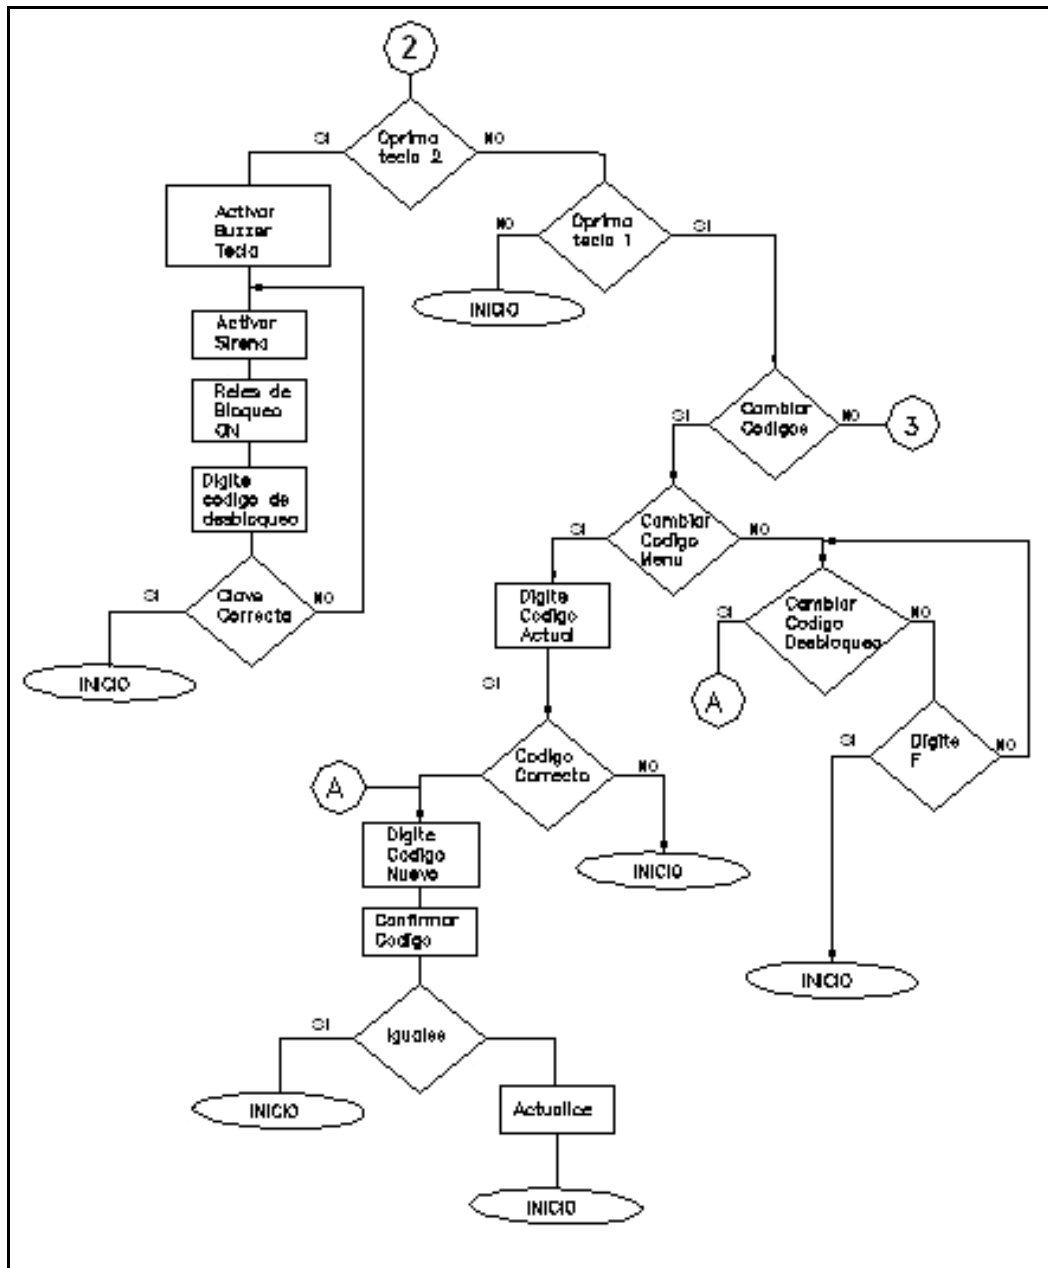 2
SI
Oprima
tecla 2
NO
Activar
Buzzer
Tecla
NO
Oprima
tecla 1
SI
INICIO
Activar
Sirena
Reles de
Bloqueo
ON
Digite
codigo de
desbloqueo
SI
Clave
Correcta
NO
INICIO
SI
Cambiar
Codigos
NO
3
SI
Cambiar
Codigo
Menu
NO
Digite
Codigo
Actual
SI
SI
Cambiar
Codigo
Desbloqueo
NO
A
SI
Digite
F
NO
INICIO
Codigo
Correcto
NO
INICIO
A
Digite
Codigo
Nuevo
Confirmar
Codigo
SI
Iguales
INICIO
Actualice
INICIO